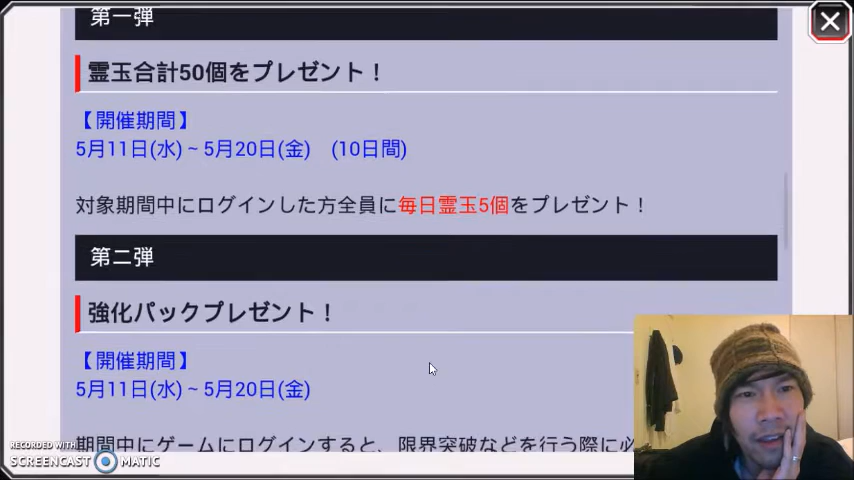 第一弾
霊玉合計50個をプレゼント！
【開催期間】
5月11日(水) ~ 5月20日(金) (10日間)
対象期間中にログインした方全員に毎日霊玉5個をプレゼント！
第二弾
強化パックプレゼント！
【開催期間】
5月11日(水) ~ 5月20日(金)
期間中にゲームにログインすると、限界突破などを行う際に必
RECORDED WITH
SCREENCAST MATIC